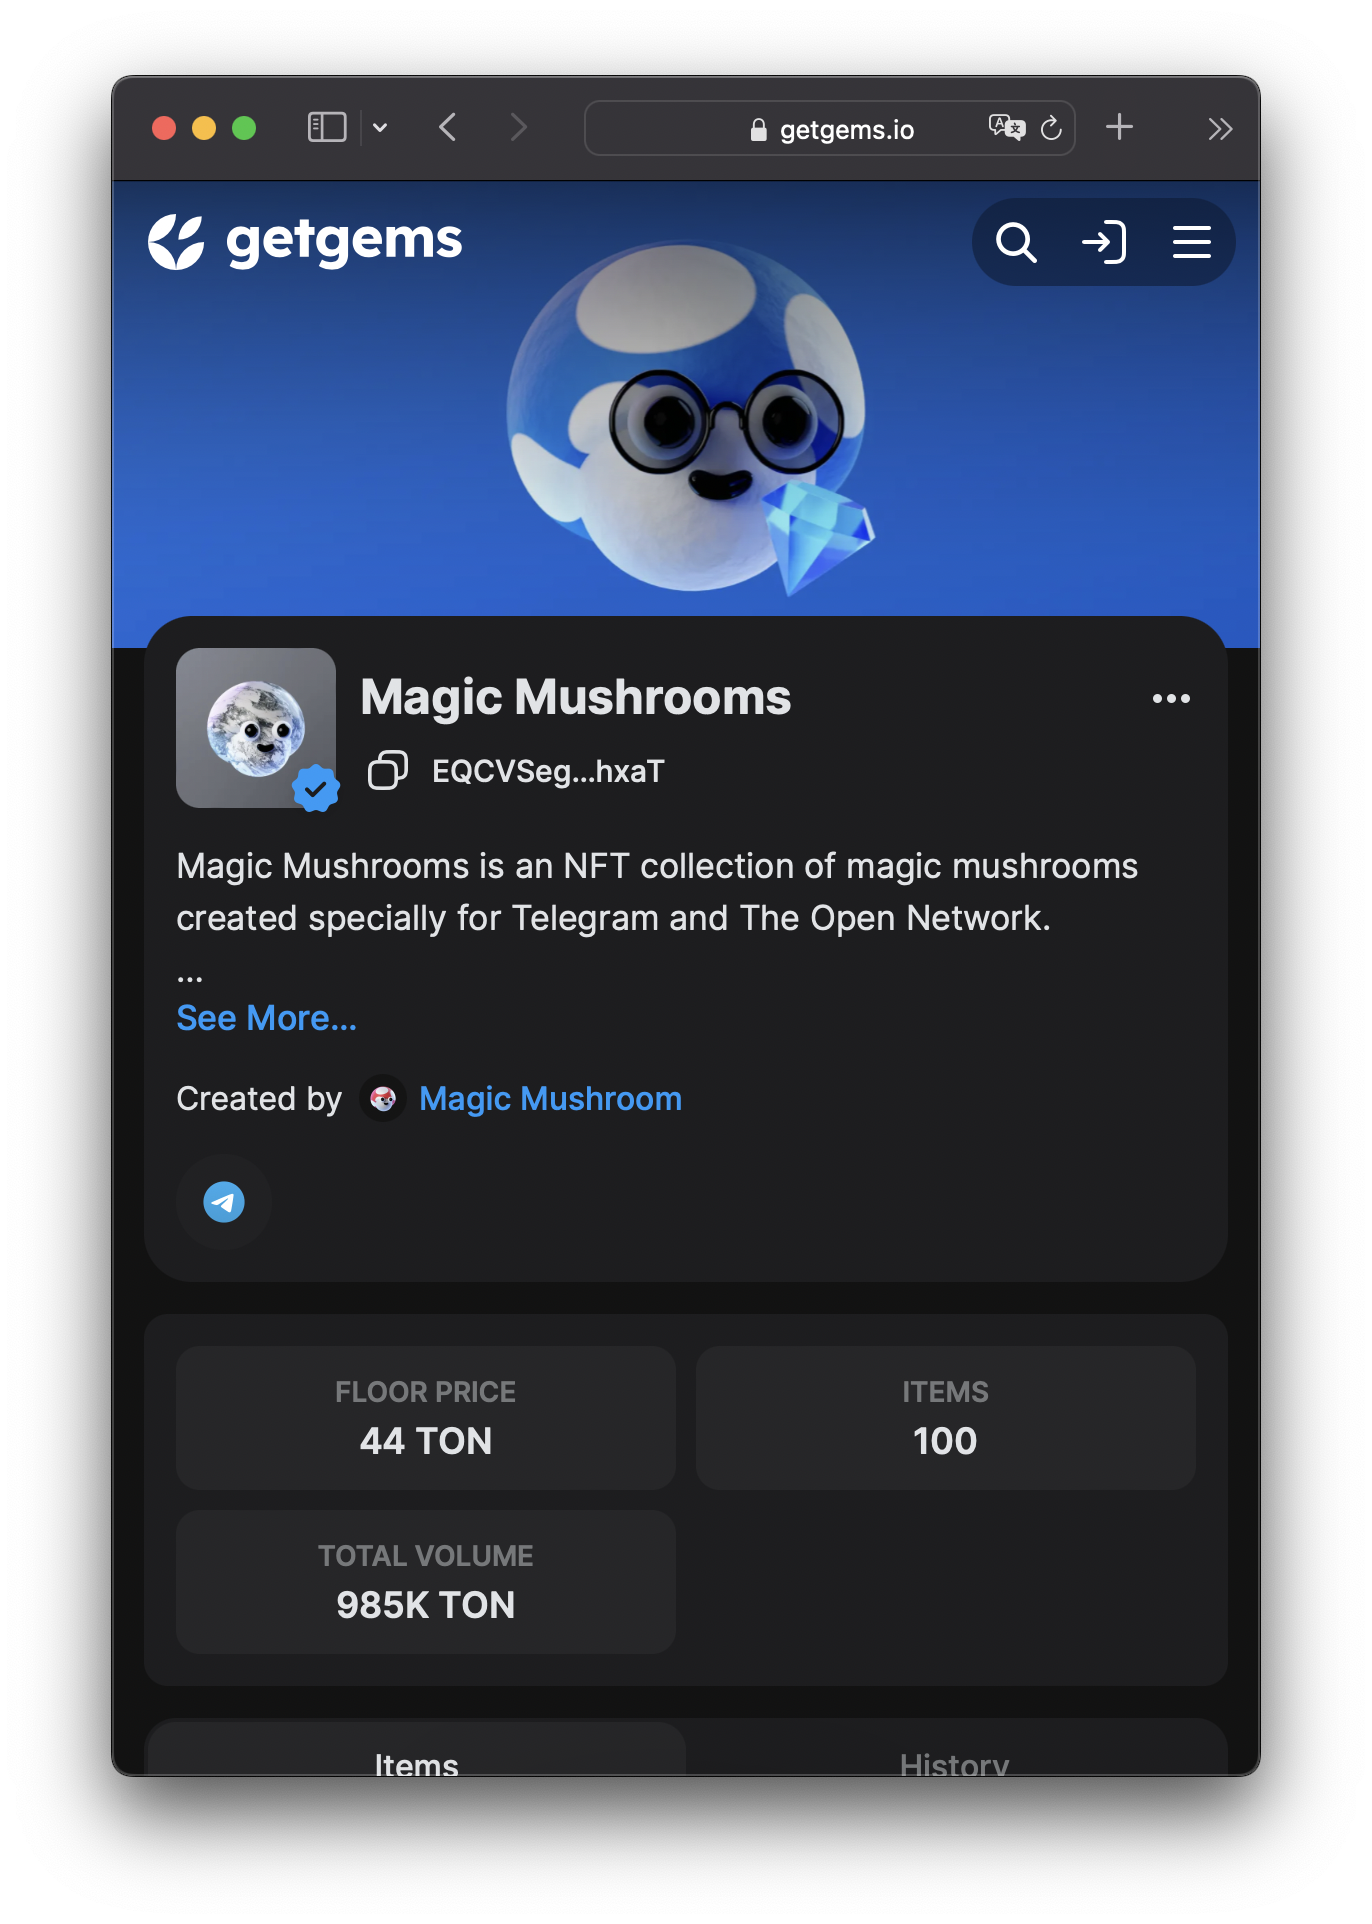 getgems.io
getgems
Magic Mushrooms
EQCVSeg...hxaT
Magic Mushrooms is an NFT collection of magic mushrooms
created specially for Telegram and The Open Network.
...
See More...
Created by Magic Mushroom
FLOOR PRICE
44 TON
ITEMS
100
TOTAL VOLUME
985K TON
Items
History